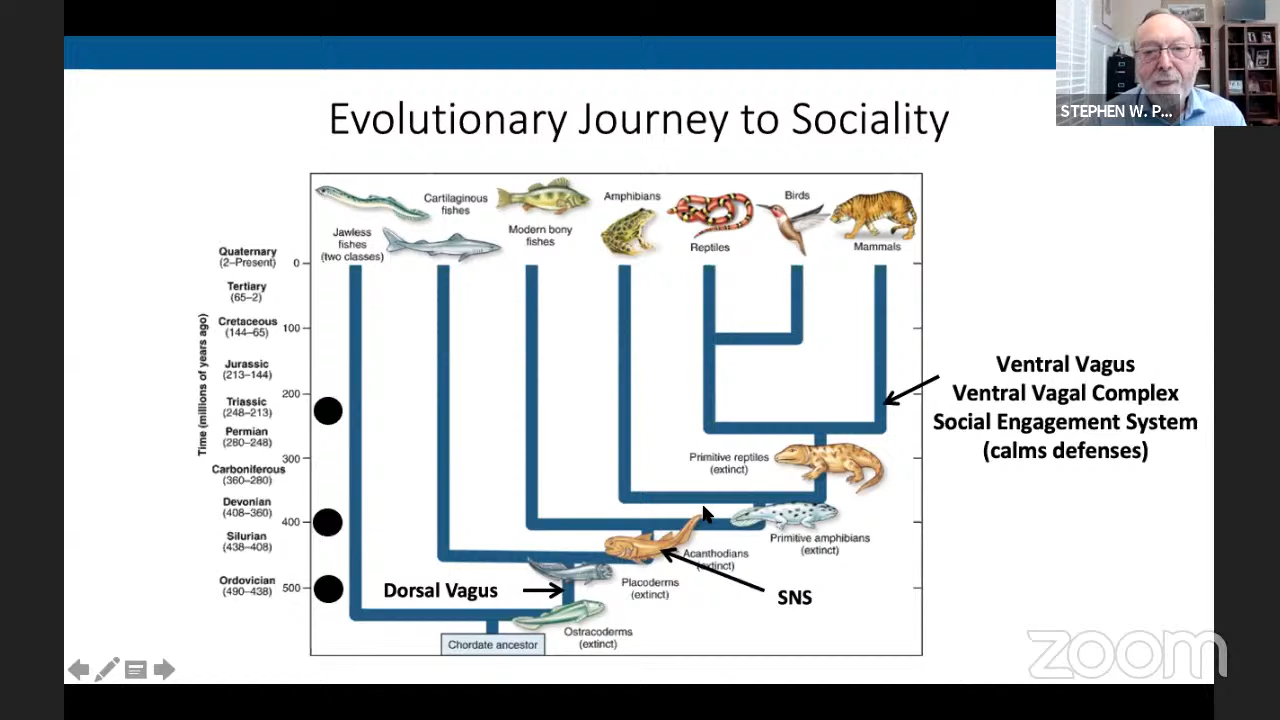 STEPHEN W. P...
Evolutionary Journey to Sociality
Cartilaginous
fishes
Amphibians
Birds
Jawless
fishes
(two classes)
Modern bony
fishes
Reptiles
Mammals
Time (millions of years ago)
Quaternary
(2–Present)
0
Tertiary
(65–2)
Cretaceous
(144–65)
100
Jurassic
(213–144)
200
Triassic
(248–213)
Permian
(280–248)
300
Carboniferous
(360–280)
Devonian
(408–360)
400
Silurian
(438–408)
Ordovician
(490–438)
500
Ventral Vagus
Ventral Vagal Complex
Social Engagement System
(calms defenses)
Primitive reptiles
(extinct)
Primitive amphibians
(extinct)
Acanthodians
(extinct)
Placoderms
(extinct)
Dorsal Vagus
SNS
Ostracoderms
(extinct)
Chordate ancestor
zoom